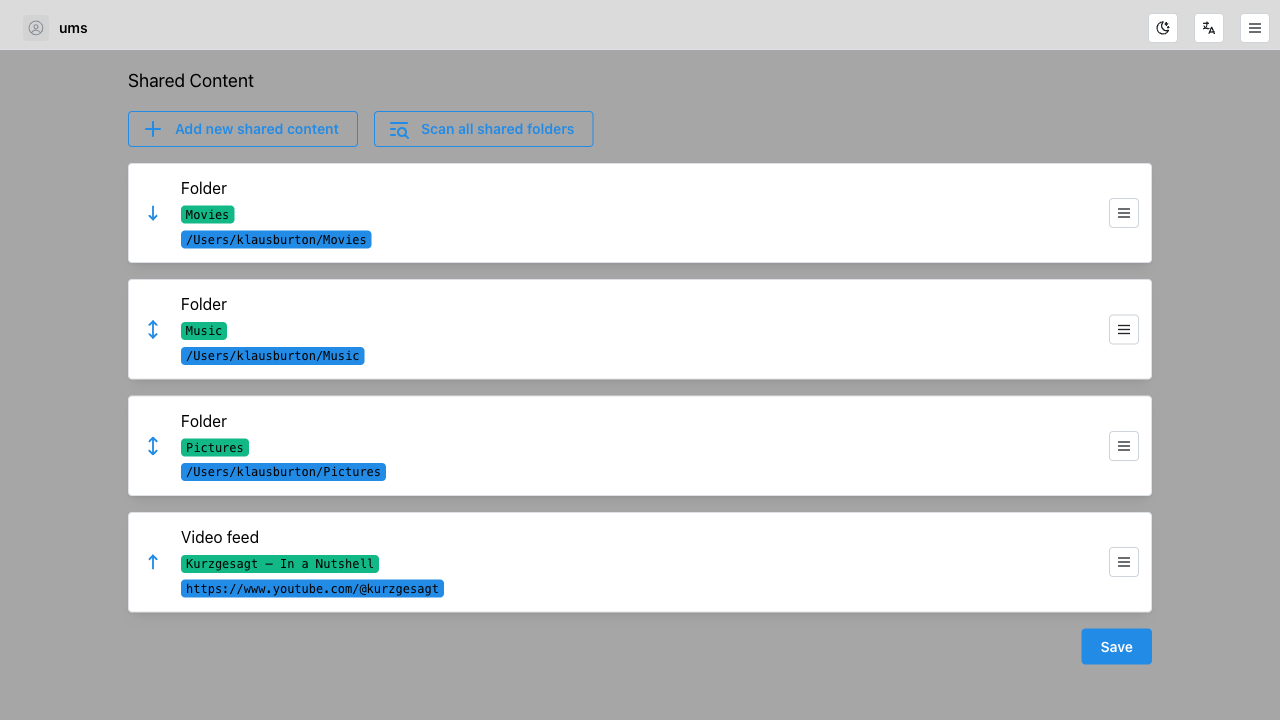 ums
Shared Content
Add new shared content
Scan all shared folders
Folder
Movies
/Users/klausburton/Movies
Folder
Music
/Users/klausburton/Music
Folder
Pictures
/Users/klausburton/Pictures
Video feed
Kurzgesagt – In a Nutshell
https://www.youtube.com/@kurzgesagt
Save